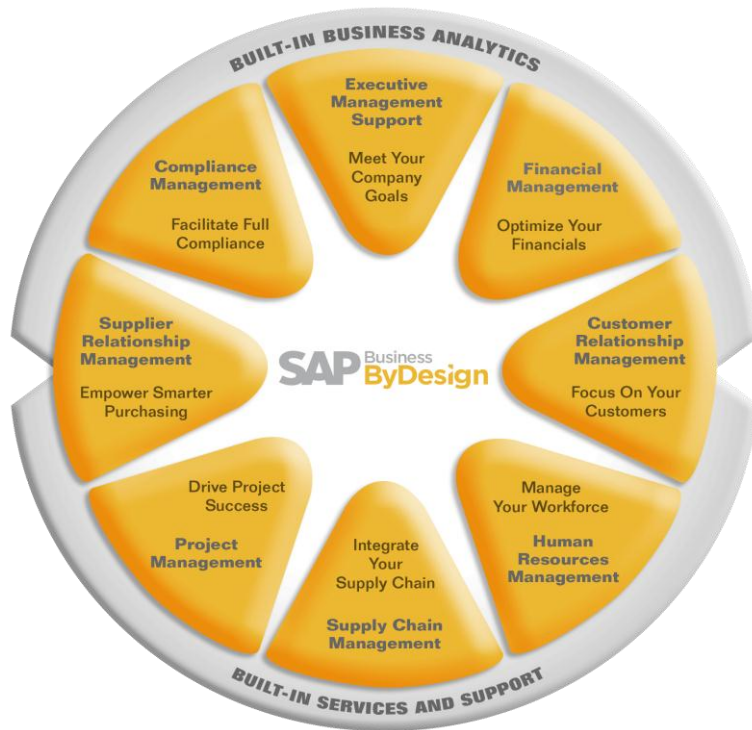 BUILT-IN BUSINESS ANALYTICS
Executive
Management
Support
Meet Your
Company
Goals
Financial
Management
Optimize Your
Financials
Customer
Relationship
Management
Focus On Your
Customers
Manage
Your Workforce
Human
Resources
Management
Integrate
Your
Supply Chain
Supply Chain
Management
Drive Project
Success
Project
Management
Supplier
Relationship
Management
Empower Smarter
Purchasing
Compliance
Management
Facilitate Full
Compliance
SAP Business
ByDesign
BUILT-IN SERVICES AND SUPPORT